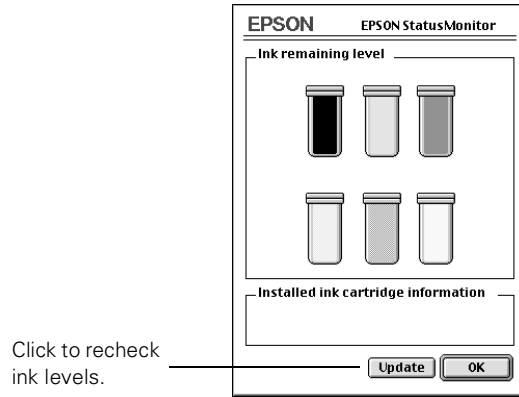 EPSON EPSON StatusMonitor
Ink remaining level
Installed ink cartridge information
Click to recheck
ink levels.
Update OK